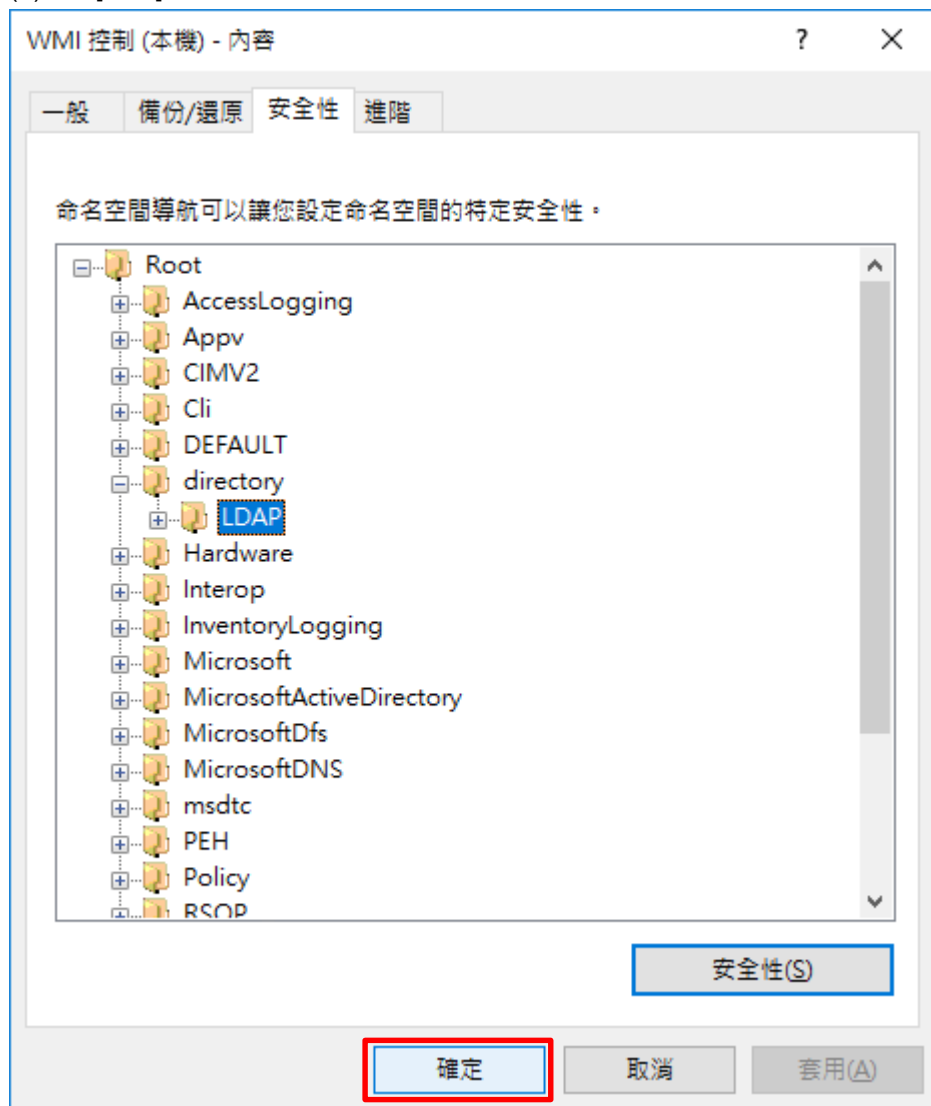 WMI 控制 (本機) - 內容
一般 備份/還原 安全性 進階
命名空間導航可以讓您設定命名空間的特定安全性。
Root
AccessLogging
Appv
CIMV2
Cli
DEFAULT
directory
LDAP
Hardware
Interop
InventoryLogging
Microsoft
MicrosoftActiveDirectory
MicrosoftDfs
MicrosoftDNS
msdtc
PEH
Policy
RSOP
安全性(S)
確定 取消 套用(A)